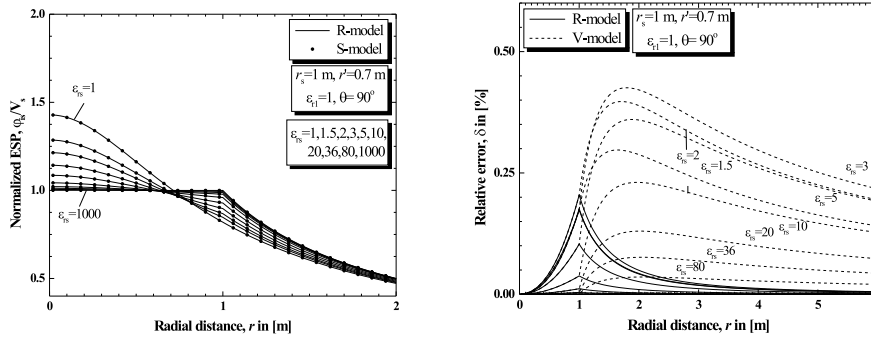 2.0
1.5
1.0
0.5
0
1
2
Normalized ESP, φ_is/V_s
Radial distance, r in [m]
R-model
S-model
r_s=1 m, r'=0.7 m
ε_r1=1, θ=90°
ε_rs=1,1.5,2,3,5,10,
20,36,80,1000
ε_rs=1
ε_rs=1000
0.50
0.25
0.00
0
1
2
3
4
5
Relative error, δ in [%]
Radial distance, r in [m]
R-model
V-model
r_s=1 m, r'=0.7 m
ε_r1=1, θ=90°
ε_rs=2
ε_rs=1.5
ε_rs=3
ε_rs=5
ε_rs=20
ε_rs=10
ε_rs=36
ε_rs=80